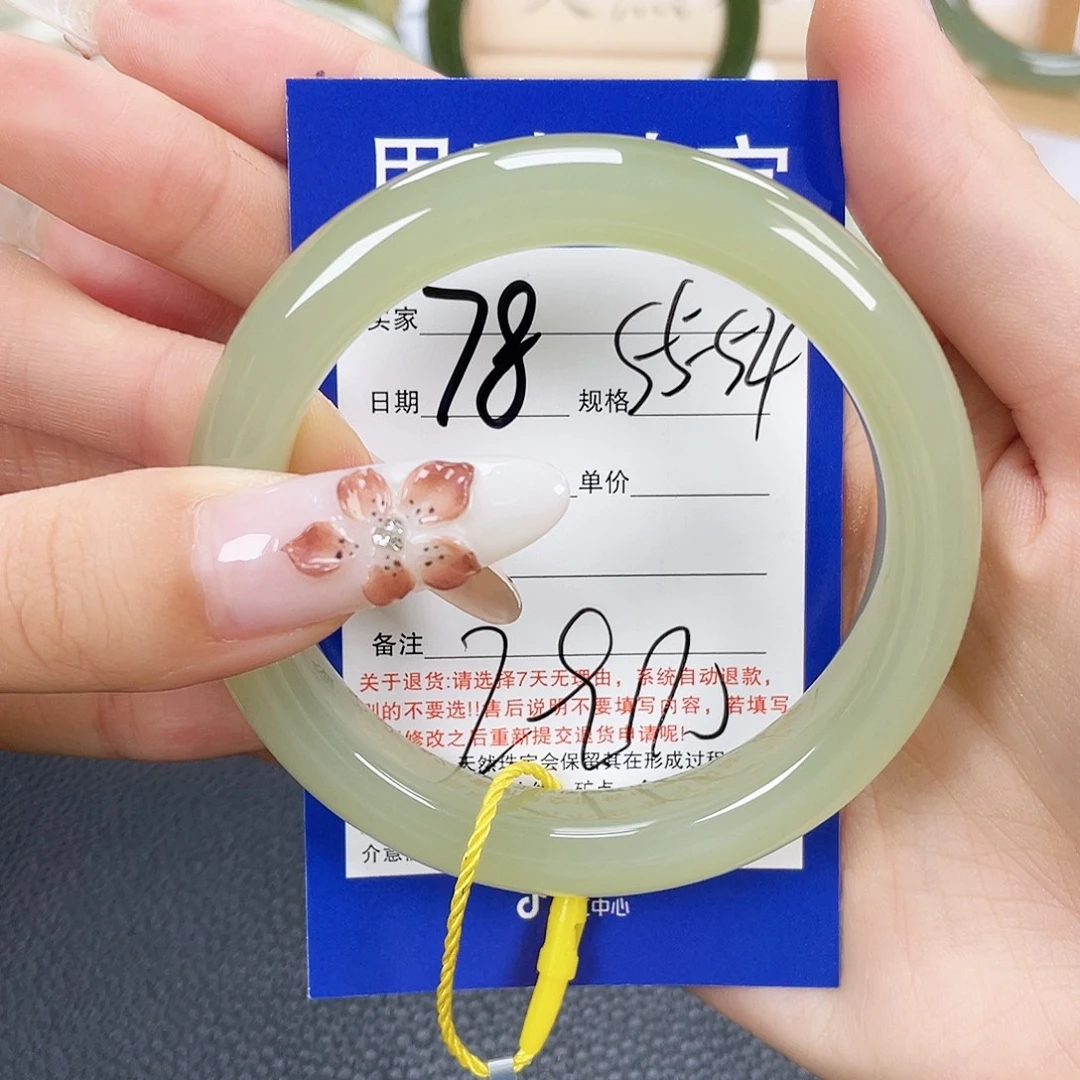 买家 78 55-54
日期 规格
单价
备注 280
关于退货:请选择7天无理由，系统自动退款，
别的不要选!!售后说明不要填写内容，若填写
修改之后重新提交退货申请呢!
天然珠宝会保留其在形成过程
矿点
介意
中心